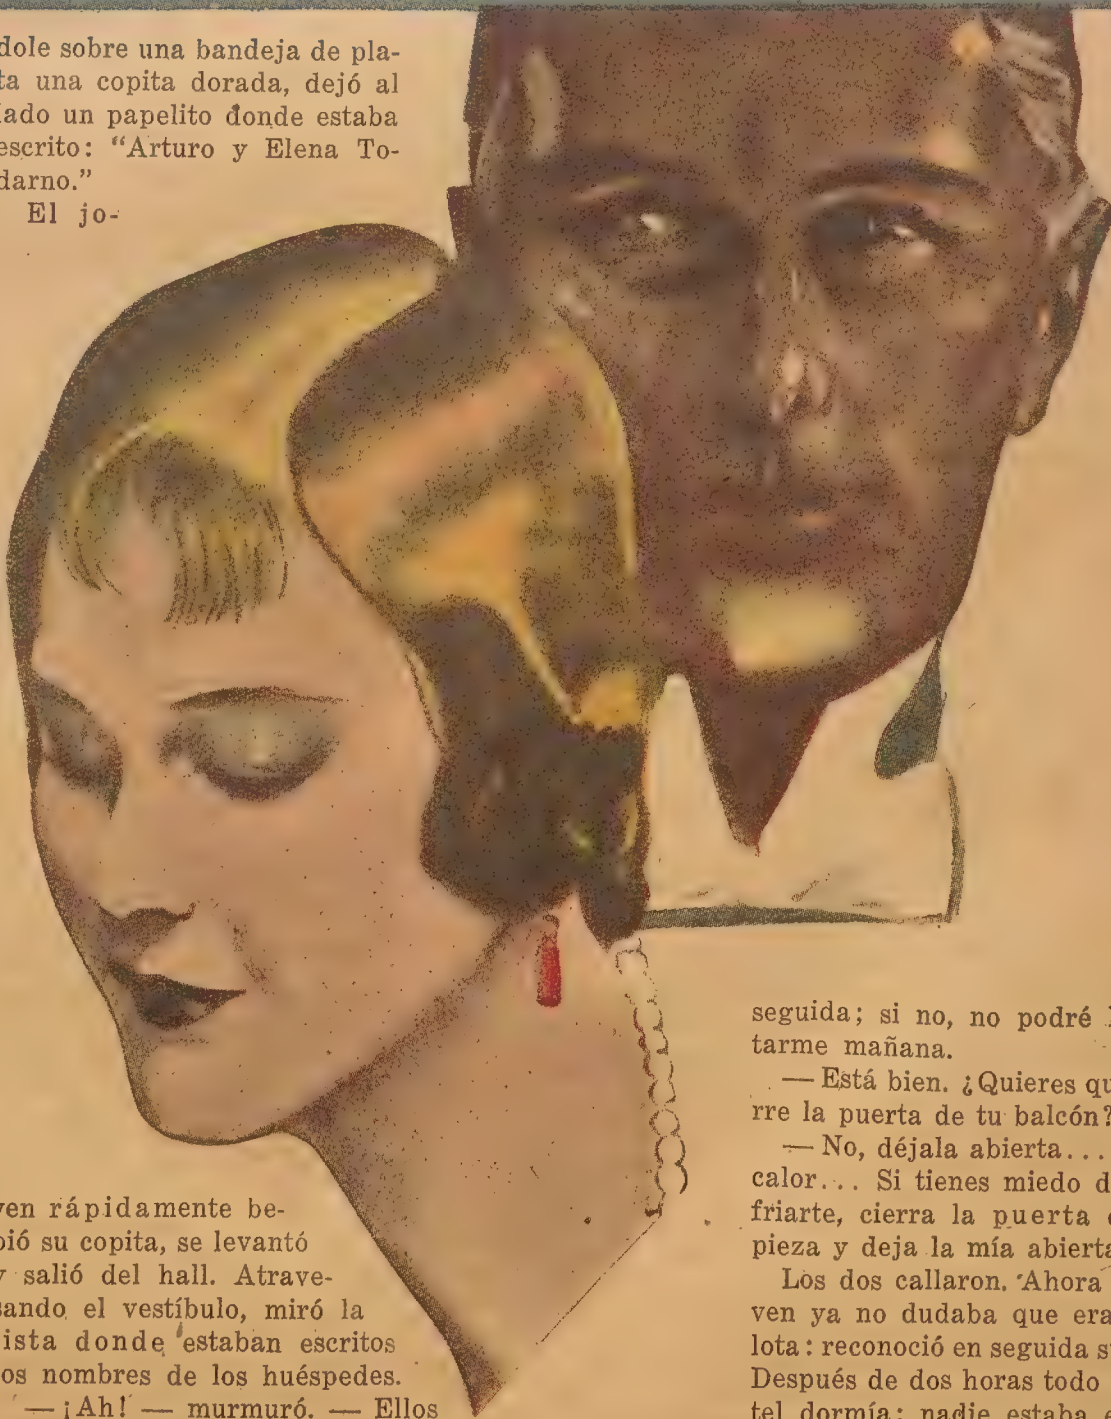 dole sobre una bandeja de pla-
ta una copita dorada, dejó al
lado un papelito donde estaba
escrito: “Arturo y Elena To-
darno.”
El jo-
ven rápidamente be-
bió su copita, se levantó
y salió del hall. Atrave-
sando el vestíbulo, miró la
lista donde estaban escritos
los nombres de los huéspedes.
— ¡Ah! — murmuró. — Ellos
seguida; si no, no podré
tarme mañana.
— Está bien. ¿Quieres qu
rre la puerta de tu balcón?
— No, déjala abierta...
calor... Si tienes miedo d
friarte, cierra la puerta
pieza y deja la mía abierta
Los dos callaron. Ahora
ven ya no dudaba que era
lota: reconoció en seguida s
Después de dos horas todo
tel dormía: nadie estaba